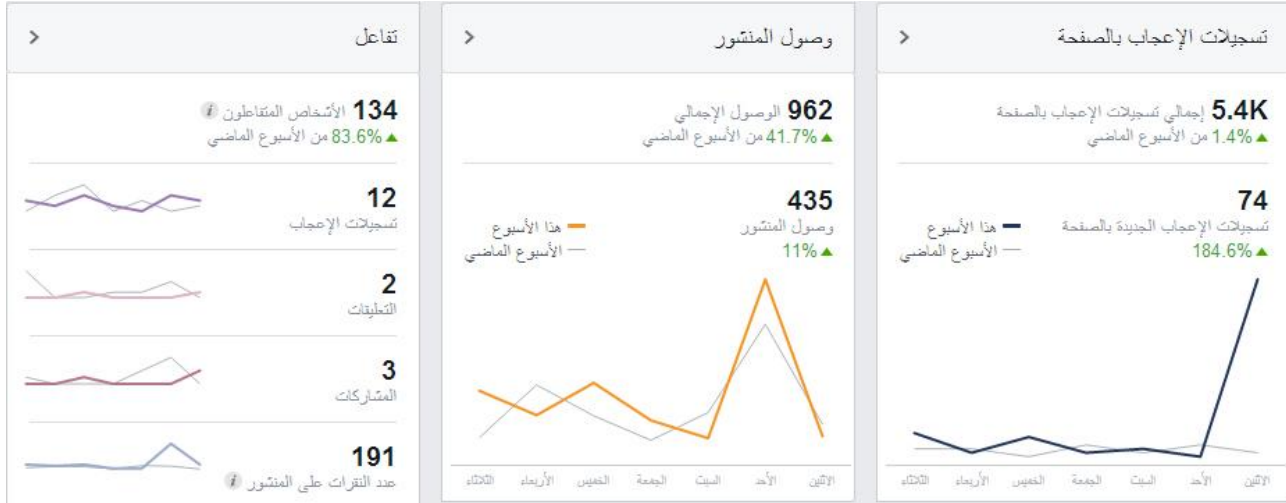 تسجيلات الإعجاب بالصفحة
5.4K إجمالي تسجيلات الإعجاب بالصفحة
1.4% من الأسبوع الماضي
74
تسجيلات الإعجاب الجديدة بالصفحة
184.6%
هذا الأسبوع
الأسبوع الماضي
الثلاثاء الأربعاء الخميس الجمعة السبت الأحد الاثنين
وصول المنشور
962 الوصول الإجمالي
41.7% من الأسبوع الماضي
435
وصول المنشور
11%
هذا الأسبوع
الأسبوع الماضي
الثلاثاء الأربعاء الخميس الجمعة السبت الأحد الاثنين
تفاعل
134 الأشخاص المتفاعلون
83.6% من الأسبوع الماضي
12
تسجيلات الإعجاب
2
التعليقات
3
المشاركات
191
عدد النقرات على المنشور